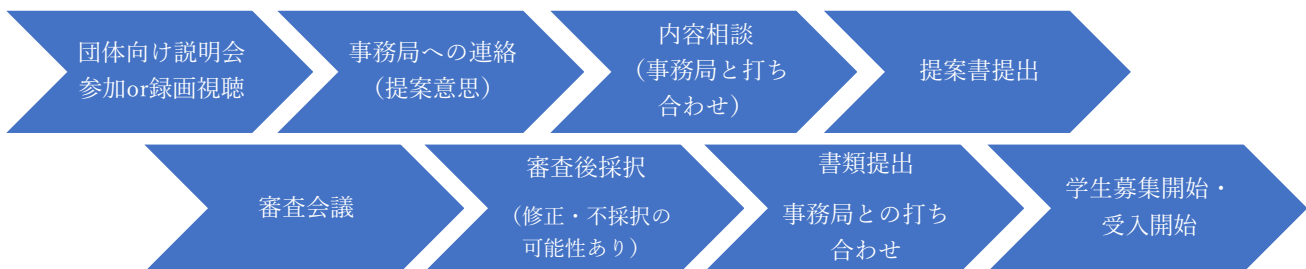 団体向け説明会
参加or録画視聴
事務局への連絡
（提案意思）
内容相談
（事務局と打ち
合わせ）
提案書提出
審査会議
審査後採択
（修正・不採択の
可能性あり）
書類提出
事務局との打ち
合わせ
学生募集開始・
受入開始